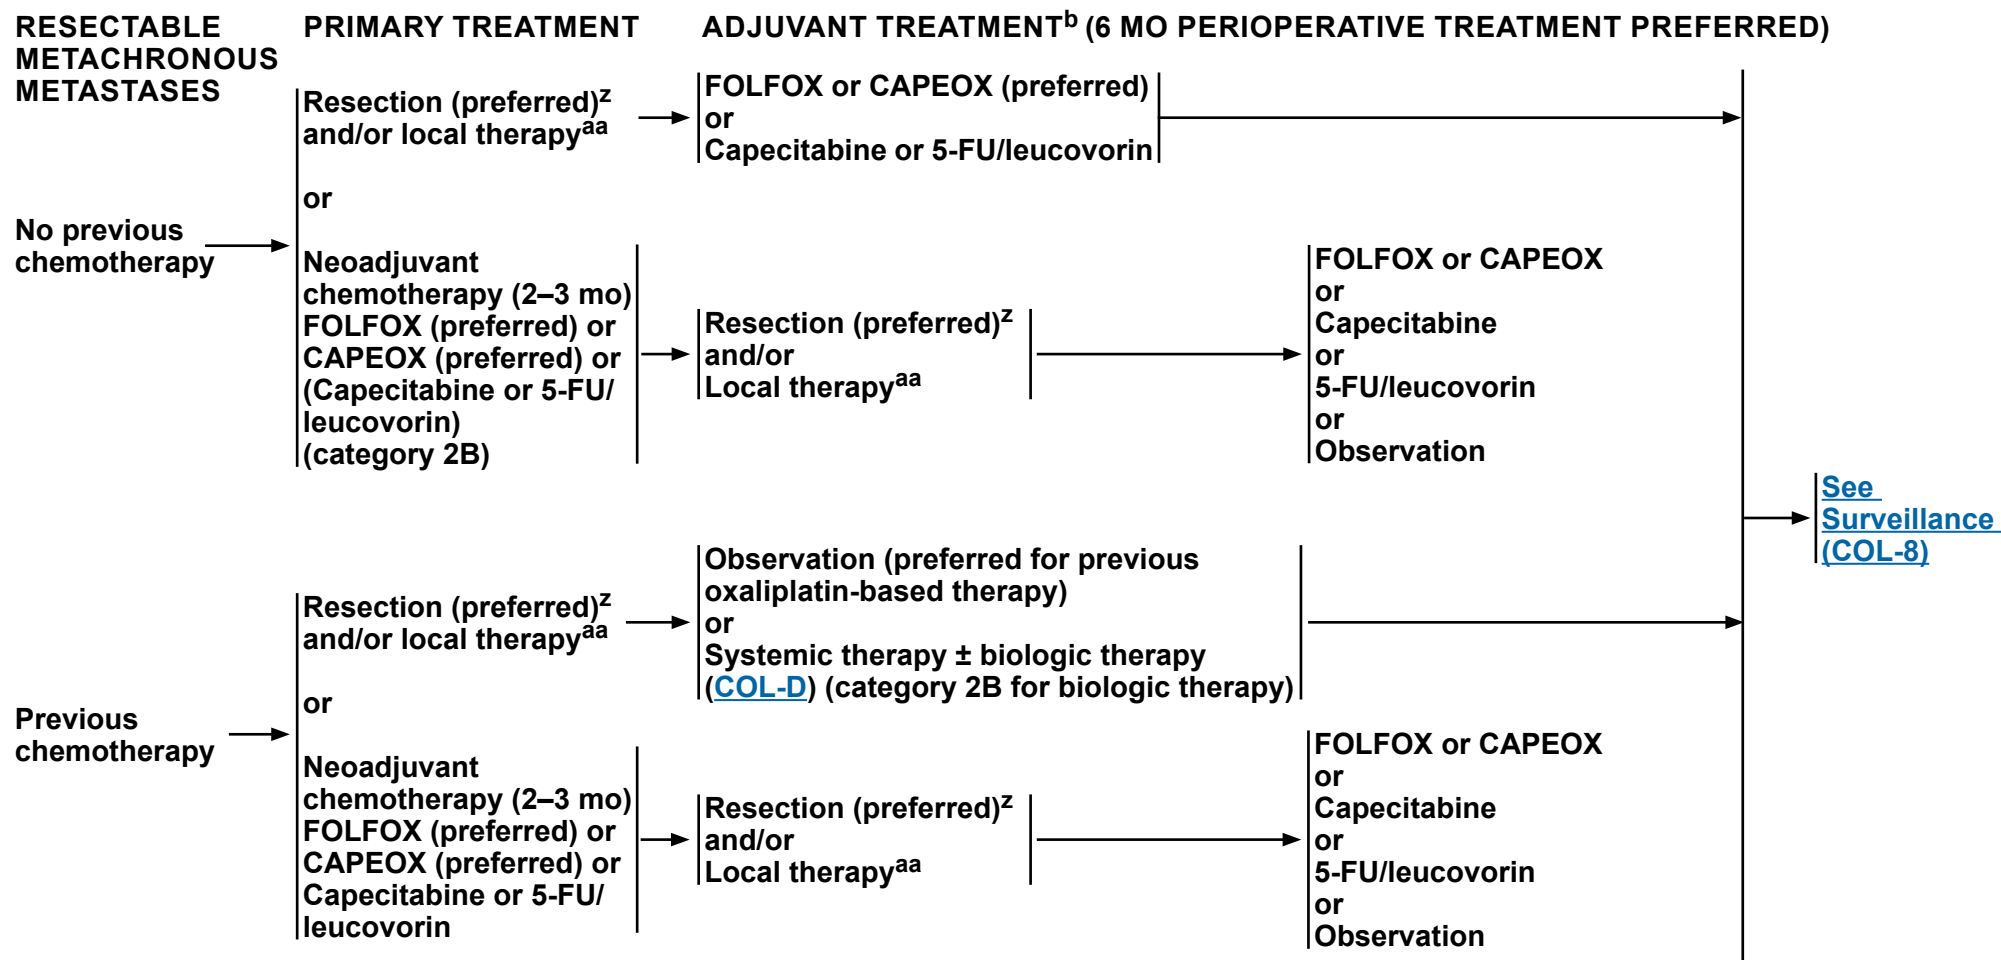 RESECTABLE
METACHRONOUS
METASTASES
PRIMARY TREATMENT
ADJUVANT TREATMENTb (6 MO PERIOPERATIVE TREATMENT PREFERRED)
No previous
chemotherapy
Resection (preferred)z
and/or local therapyaa
or
Neoadjuvant
chemotherapy (2–3 mo)
FOLFOX (preferred) or
CAPEOX (preferred) or
(Capecitabine or 5-FU/
leucovorin)
(category 2B)
FOLFOX or CAPEOX (preferred)
or
Capecitabine or 5-FU/leucovorin
Resection (preferred)z
and/or
Local therapyaa
FOLFOX or CAPEOX
or
Capecitabine
or
5-FU/leucovorin
or
Observation
Previous
chemotherapy
Resection (preferred)z
and/or local therapyaa
or
Neoadjuvant
chemotherapy (2–3 mo)
FOLFOX (preferred) or
CAPEOX (preferred) or
Capecitabine or 5-FU/
leucovorin
Observation (preferred for previous
oxaliplatin-based therapy)
or
Systemic therapy ± biologic therapy
(COL-D) (category 2B for biologic therapy)
Resection (preferred)z
and/or
Local therapyaa
FOLFOX or CAPEOX
or
Capecitabine
or
5-FU/leucovorin
or
Observation
See
Surveillance
(COL-8)